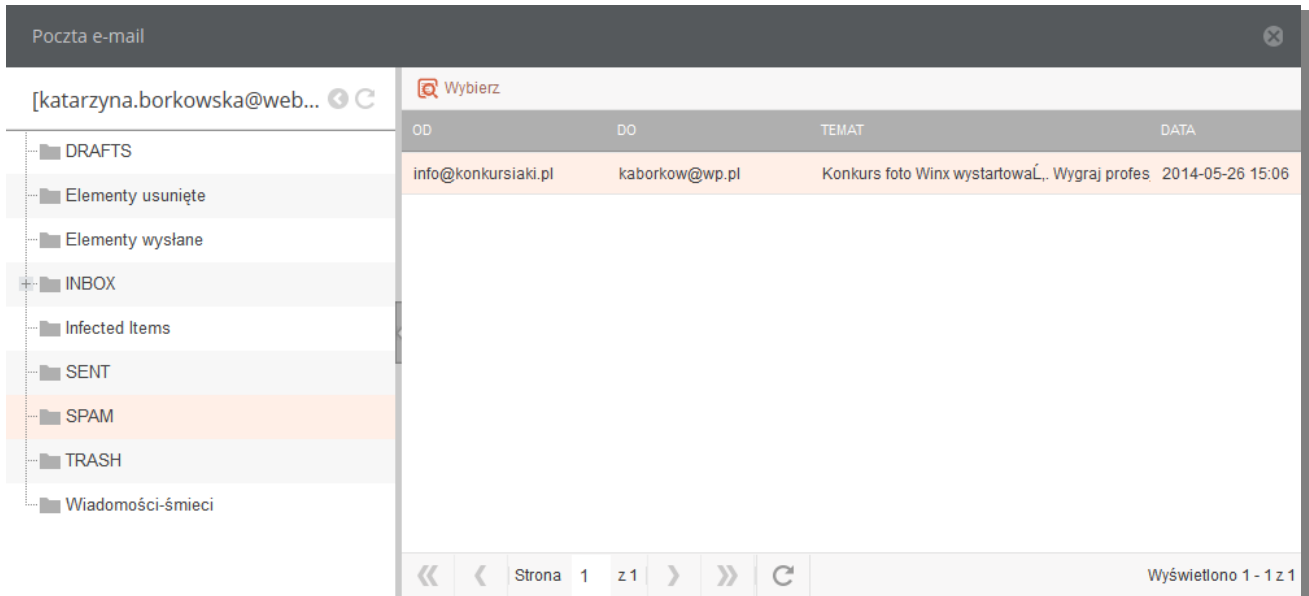 Poczta e-mail
[katarzyna.borkowska@web...
DRAFTS
Elementy usunięte
Elementy wysłane
INBOX
Infected Items
SENT
SPAM
TRASH
Wiadomości-śmieci
Wybierz
OD DO TEMAT DATA
info@konkursiaki.pl kaborkow@wp.pl Konkurs foto Winx wystartowaĹ‚. Wygraj profes 2014-05-26 15:06
Strona 1 z 1 Wyświetlono 1 - 1 z 1